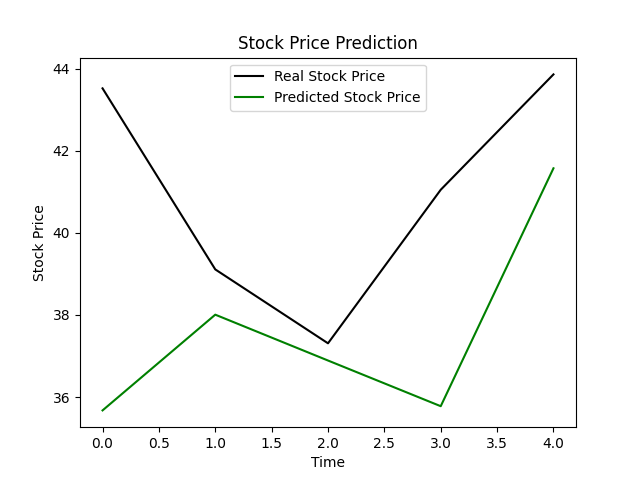 Stock Price Prediction
Real Stock Price
Predicted Stock Price
Stock Price
44
42
40
38
36
0.0 0.5 1.0 1.5 2.0 2.5 3.0 3.5 4.0
Time